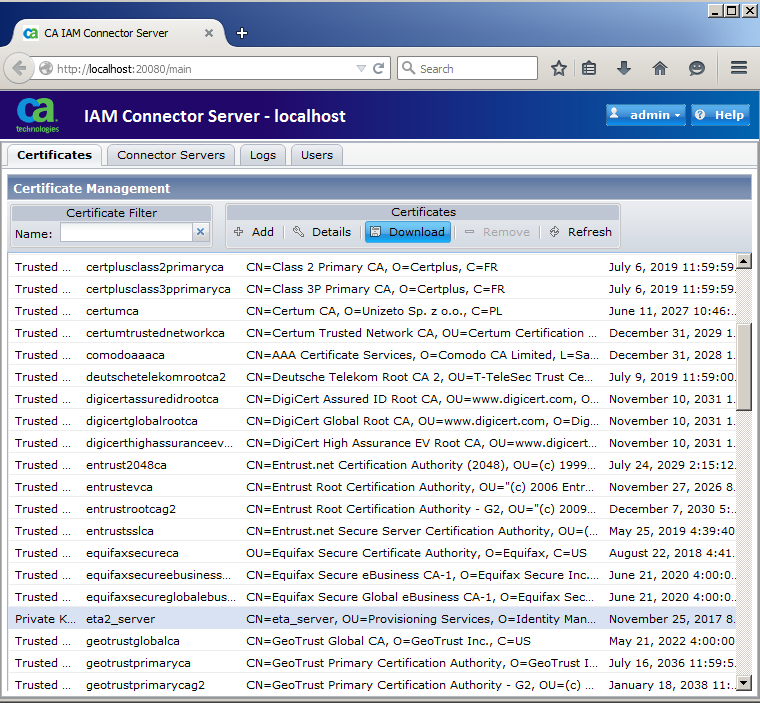 CA IAM Connector Server
http://localhost:20080/main
Search
ca technologies
IAM Connector Server - localhost
admin
Help
Certificates Connector Servers Logs Users
Certificate Management
Certificate Filter
Name:
Certificates
Add Details Download Remove Refresh
Trusted ... certplusclass2primaryca CN=Class 2 Primary CA, O=Certplus, C=FR July 6, 2019 11:59:59...
Trusted ... certplusclass3pprimaryca CN=Class 3P Primary CA, O=Certplus, C=FR July 6, 2019 11:59:59...
Trusted ... certumca CN=Certum CA, O=Unizeto Sp. z o.o., C=PL June 11, 2027 10:46:...
Trusted ... certumtrustednetworkca CN=Certum Trusted Network CA, OU=Certum Certification ... December 31, 2029 1...
Trusted ... comodoaaaca CN=AAA Certificate Services, O=Comodo CA Limited, L=Sa... December 31, 2028 1...
Trusted ... deutschetelekomrootca2 CN=Deutsche Telekom Root CA 2, OU=T-TeleSec Trust Ce... July 9, 2019 11:59:00...
Trusted ... digicertassuredidrootca CN=DigiCert Assured ID Root CA, OU=www.digicert.com, O... November 10, 2031 1...
Trusted ... digicertglobalrootca CN=DigiCert Global Root CA, OU=www.digicert.com, O=Dig... November 10, 2031 1...
Trusted ... digicerthighassuranceev... CN=DigiCert High Assurance EV Root CA, OU=www.digicert... November 10, 2031 1...
Trusted ... entrust2048ca CN=Entrust.net Certification Authority (2048), OU=(c) 1999... July 24, 2029 2:15:12...
Trusted ... entrustevca CN=Entrust Root Certification Authority, OU="(c) 2006 Entr... November 27, 2026 8...
Trusted ... entrustrootcag2 CN=Entrust Root Certification Authority - G2, OU="(c) 2009... December 7, 2030 5:...
Trusted ... entrustsslca CN=Entrust.net Secure Server Certification Authority, OU=(... May 25, 2019 4:39:40...
Trusted ... equifaxsecureca OU=Equifax Secure Certificate Authority, O=Equifax, C=US August 22, 2018 4:41...
Trusted ... equifaxsecureebusiness... CN=Equifax Secure eBusiness CA-1, O=Equifax Secure Inc... June 21, 2020 4:00:0...
Trusted ... equifaxsecureglobalebus... CN=Equifax Secure Global eBusiness CA-1, O=Equifax Sec... June 21, 2020 4:00:0...
Private K... eta2_server CN=eta_server, OU=Provisioning Services, O=Identity Man... November 25, 2017 8...
Trusted ... geotrustglobalca CN=GeoTrust Global CA, O=GeoTrust Inc., C=US May 21, 2022 4:00:00...
Trusted ... geotrustprimaryca CN=GeoTrust Primary Certification Authority, O=GeoTrust I... July 16, 2036 11:59:5...
Trusted ... geotrustprimarycag2 CN=GeoTrust Primary Certification Authority - G2, OU=(c) ... January 18, 2038 11:...